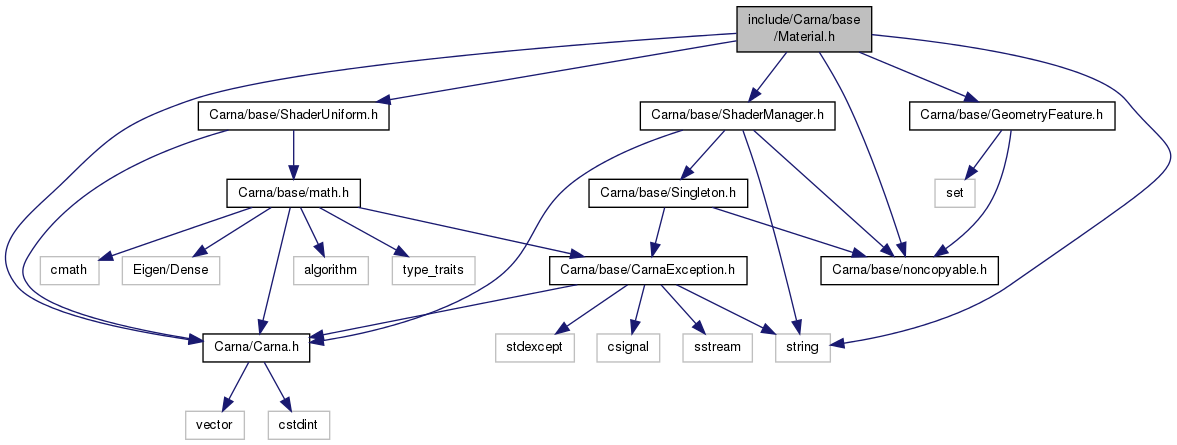 include/Carna/base
/Material.h
Carna/base/ShaderUniform.h
Carna/base/ShaderManager.h
Carna/base/GeometryFeature.h
Carna/base/math.h
Carna/base/Singleton.h
set
cmath
Eigen/Dense
algorithm
type_traits
Carna/base/CarnaException.h
Carna/base/noncopyable.h
Carna/Carna.h
stdexcept
csignal
sstream
string
vector
cstdint